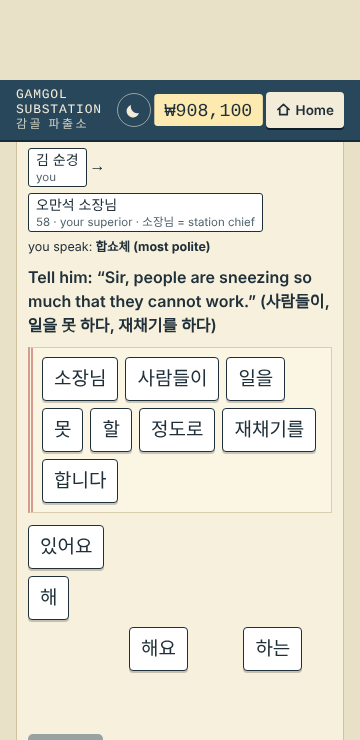 GAMGOL
SUBSTATION
감골 파출소
₩908,100
Home
김 순경
you
→
오만석 소장님
58 · your superior · 소장님 = station chief
you speak: 합쇼체 (most polite)
Tell him: “Sir, people are sneezing so
much that they cannot work.” (사람들이,
일을 못 하다, 재채기를 하다)
소장님 사람들이 일을
못 할 정도로 재채기를
합니다
있어요
해
해요 하는